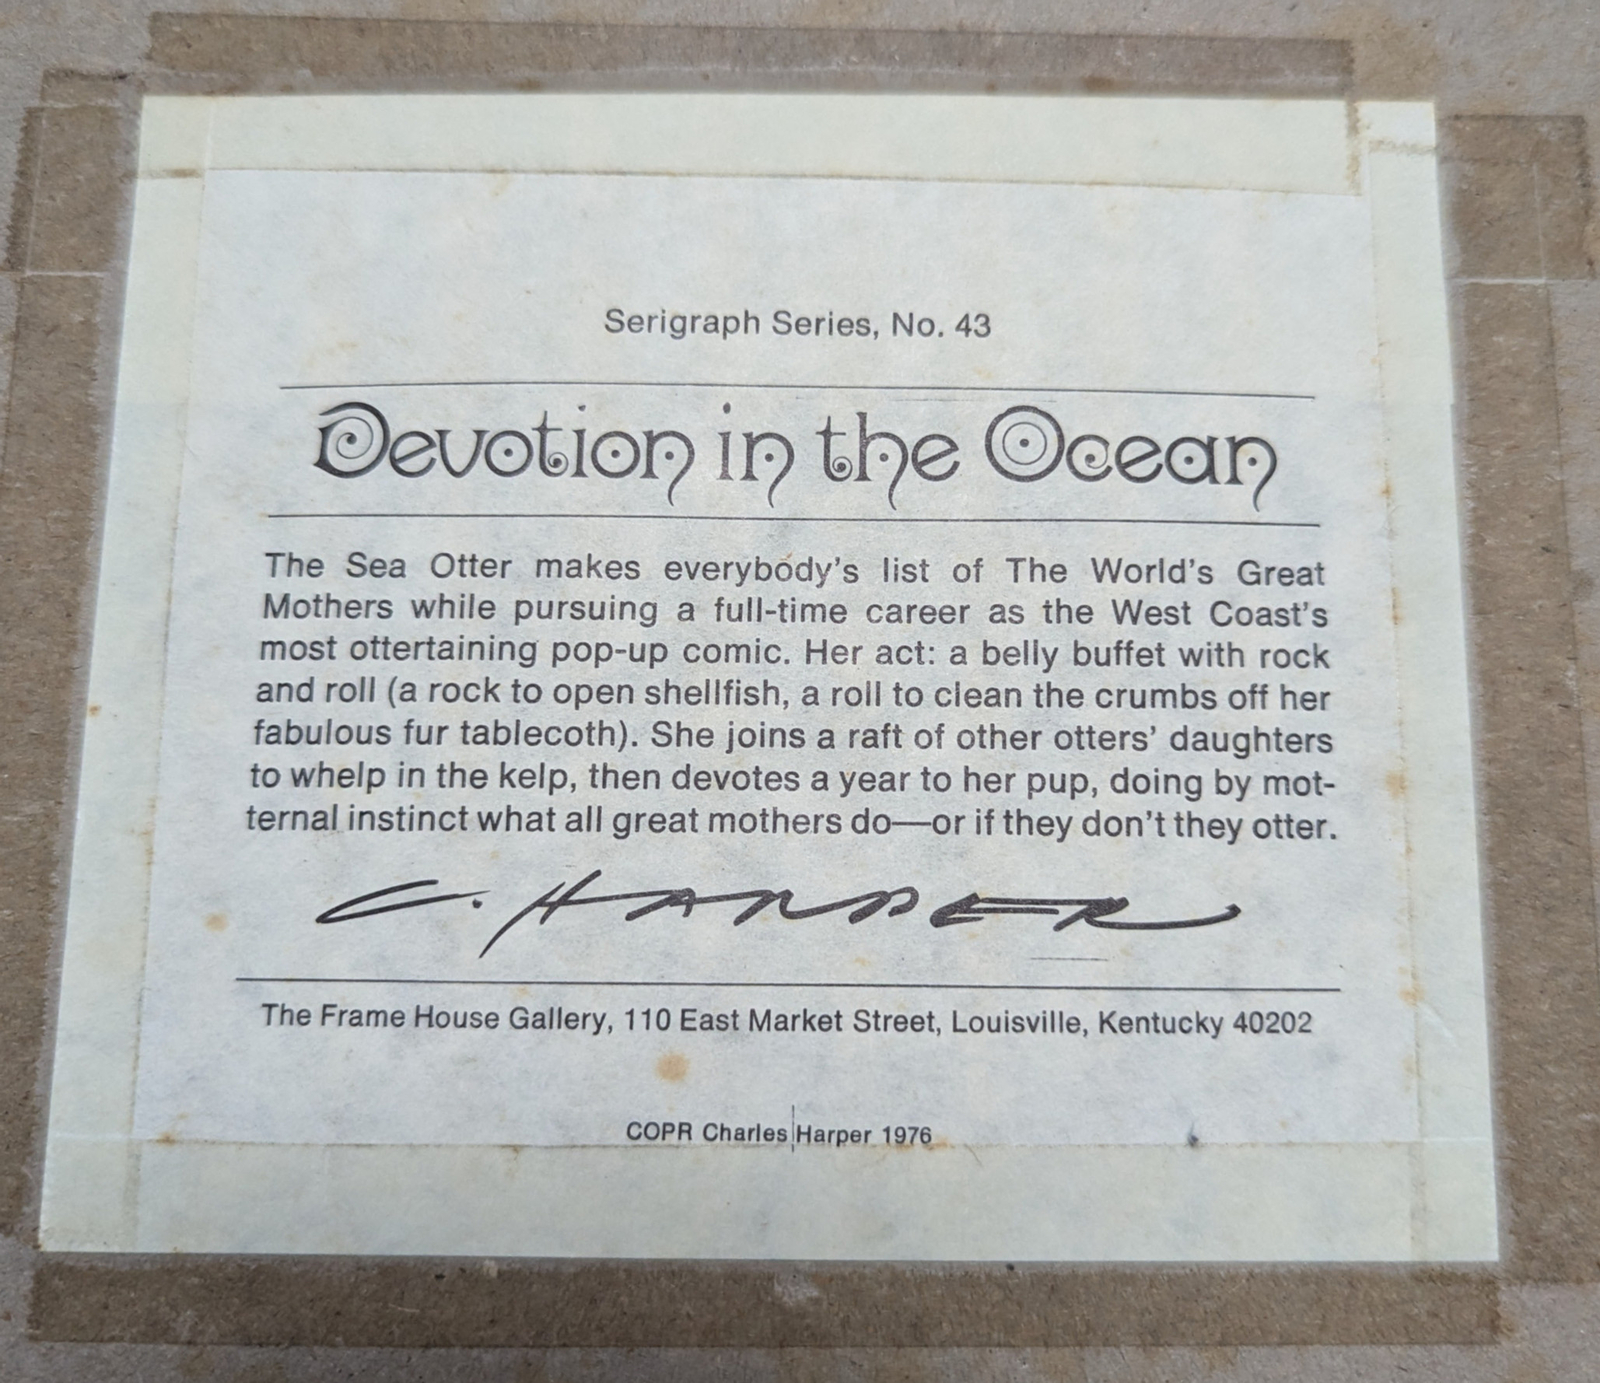 Serigraph Series, No. 43
Devotion in the Ocean
The Sea Otter makes everybody's list of The World's Great
Mothers while pursuing a full-time career as the West Coast's
most ottertaining pop-up comic. Her act: a belly buffet with rock
and roll (a rock to open shellfish, a roll to clean the crumbs off her
fabulous fur tablecoth). She joins a raft of other otters' daughters
to whelp in the kelp, then devotes a year to her pup, doing by mot-
ternal instinct what all great mothers do—or if they don't they otter.
C. HARPER
The Frame House Gallery, 110 East Market Street, Louisville, Kentucky 40202
COPR Charles Harper 1976